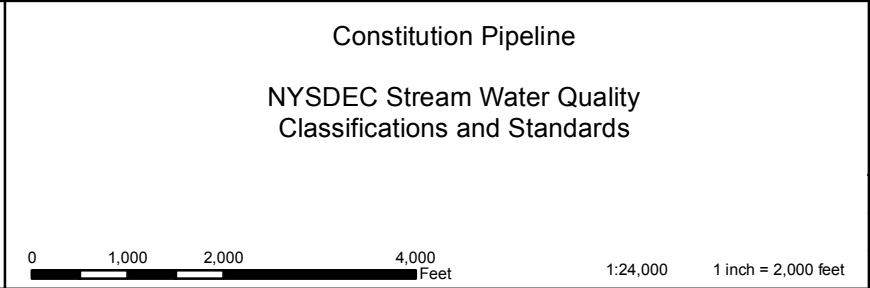 Constitution Pipeline
NYSDEC Stream Water Quality
Classifications and Standards
0 1,000 2,000 4,000
Feet
1:24,000 1 inch = 2,000 feet